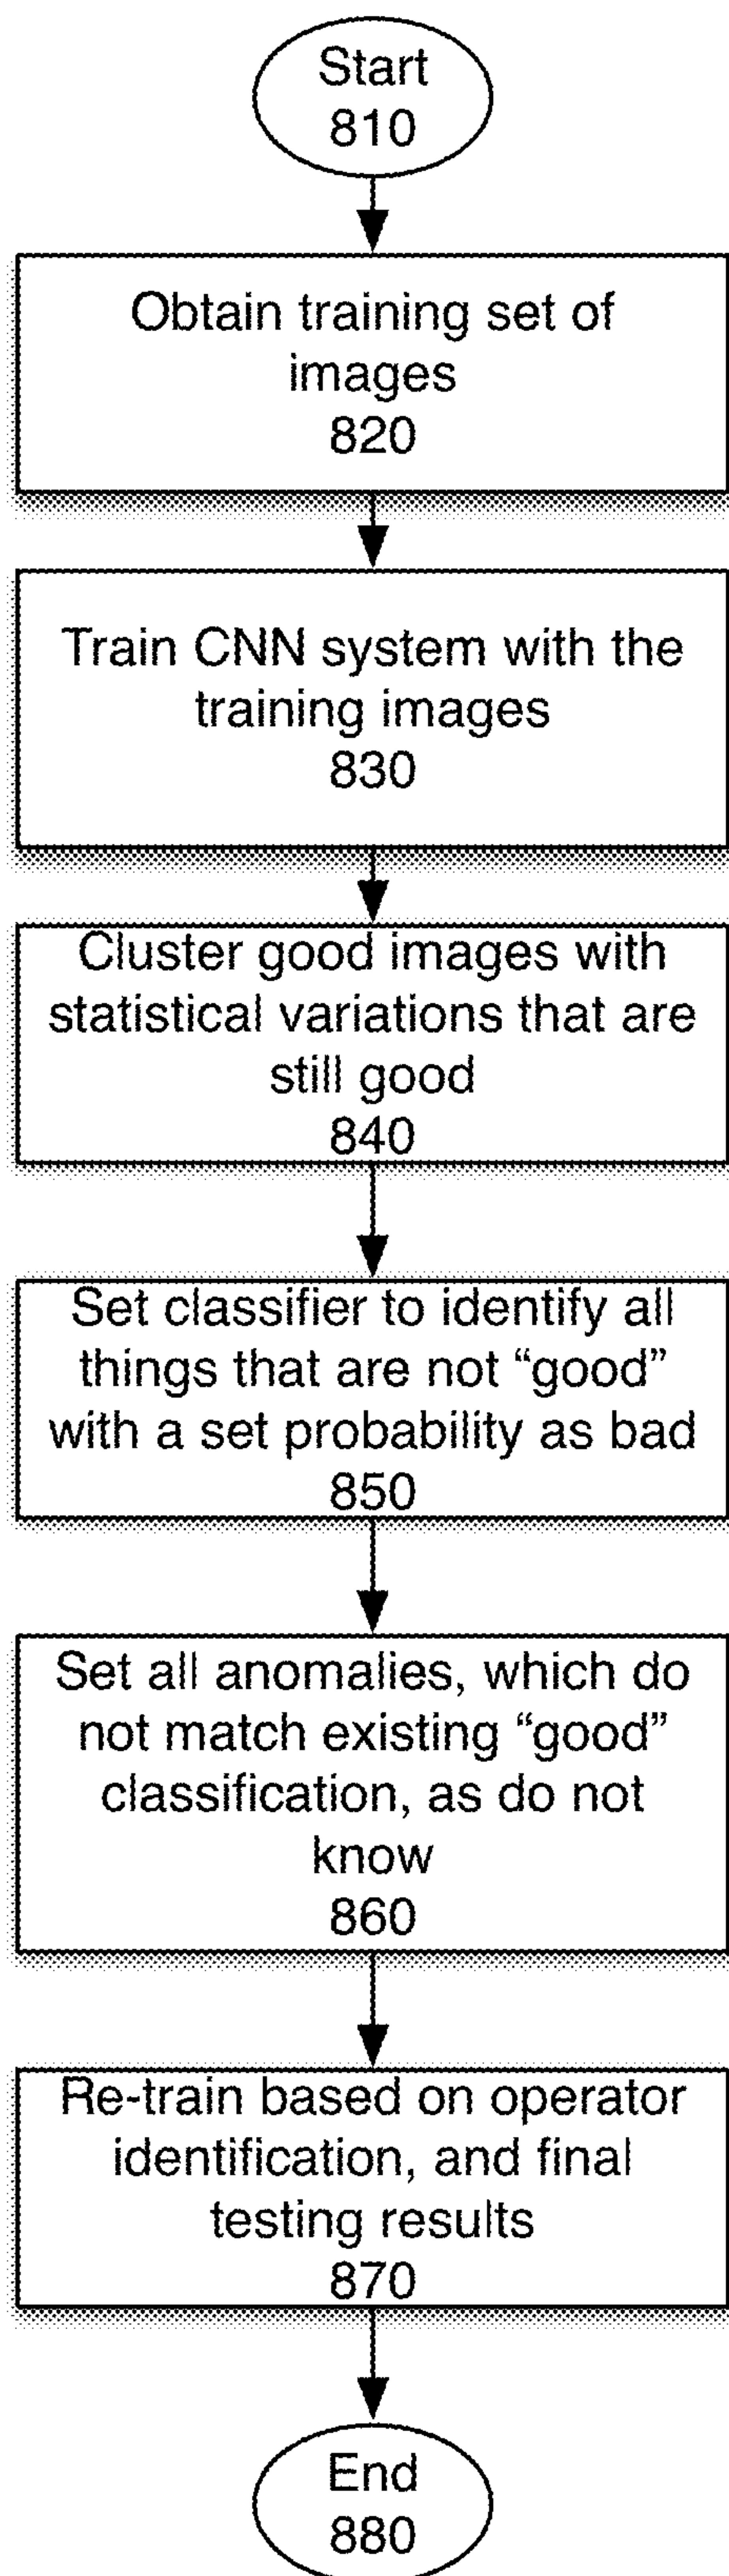 Start
810
Obtain training set of
images
820
Train CNN system with the
training images
830
Cluster good images with
statistical variations that are
still good
840
Set classifier to identify all
things that are not “good”
with a set probability as bad
850
Set all anomalies, which do
not match existing “good”
classification, as do not
know
860
Re-train based on operator
identification, and final
testing results
870
End
880